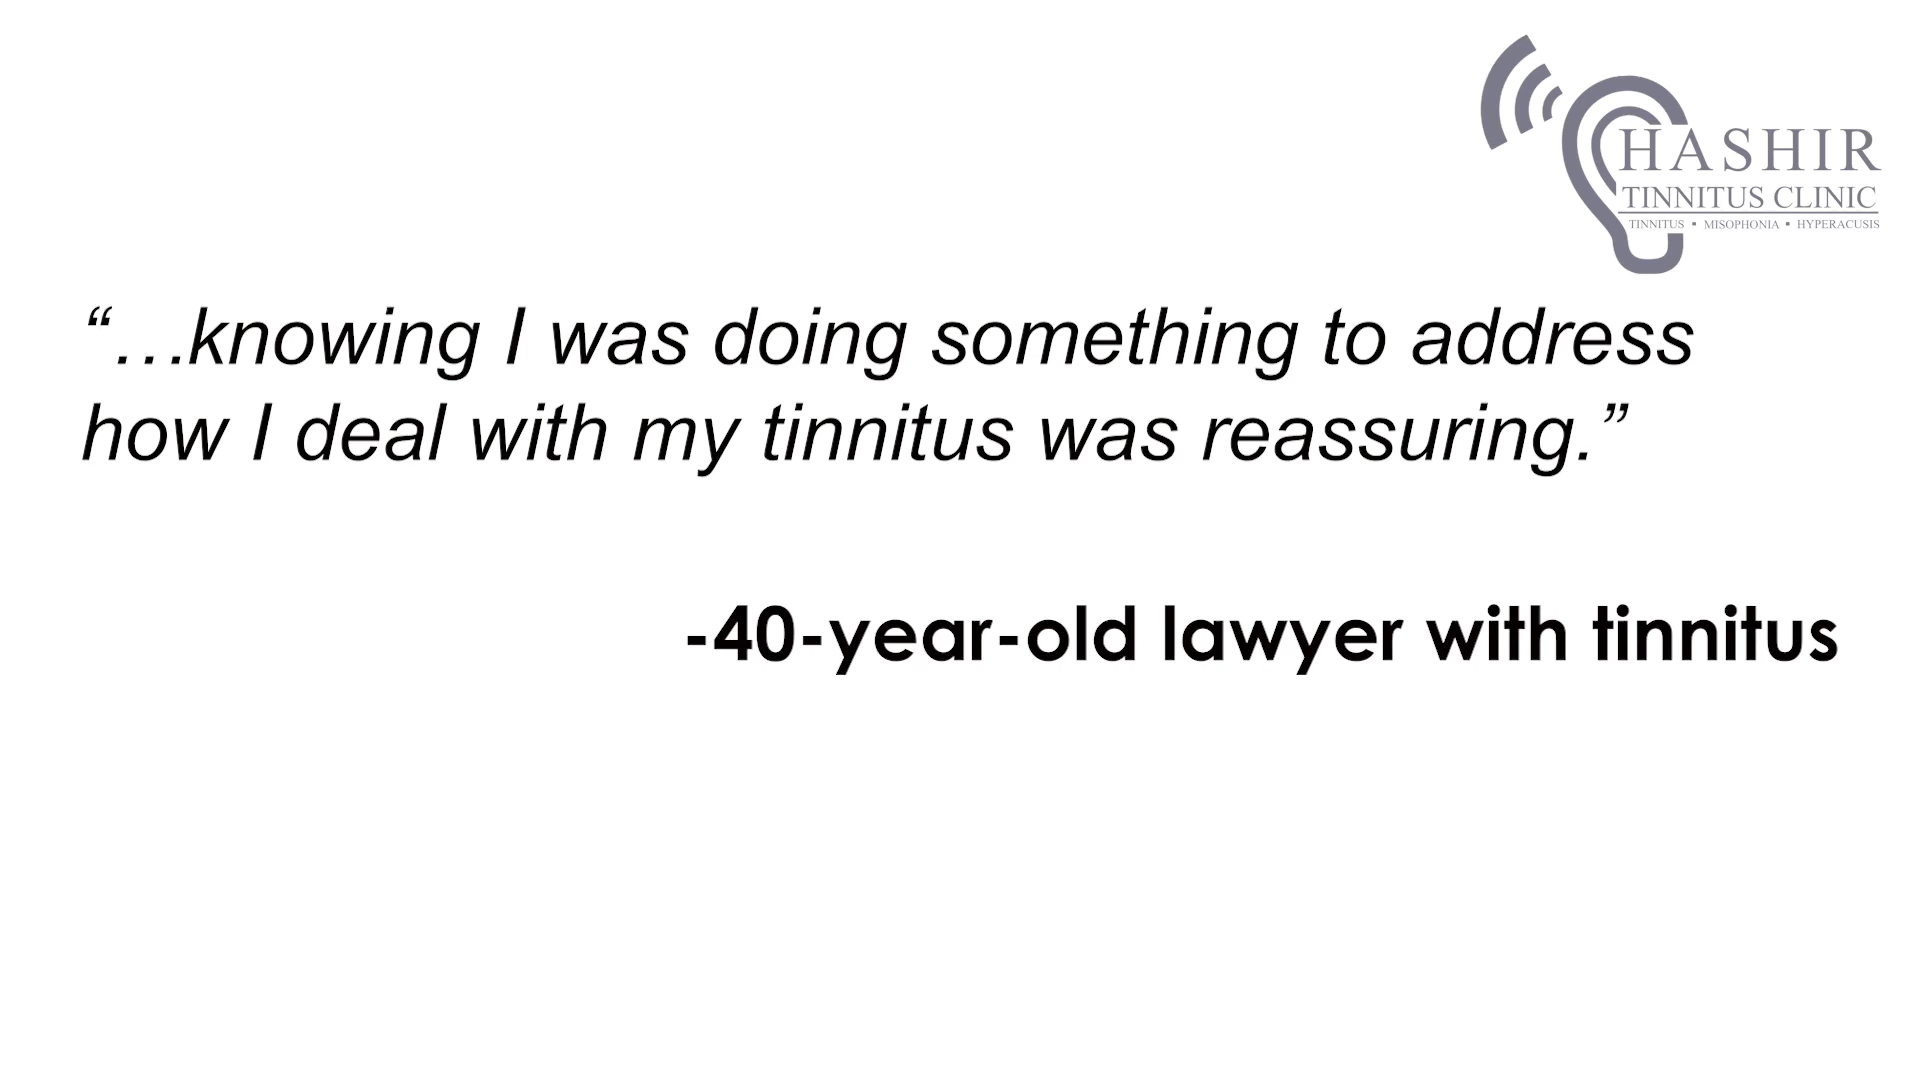 HASHIR
TINNITUS CLINIC
TINNITUS ▪ MISOPHONIA ▪ HYPERACUSIS
“…knowing I was doing something to address
how I deal with my tinnitus was reassuring.”
-40-year-old lawyer with tinnitus